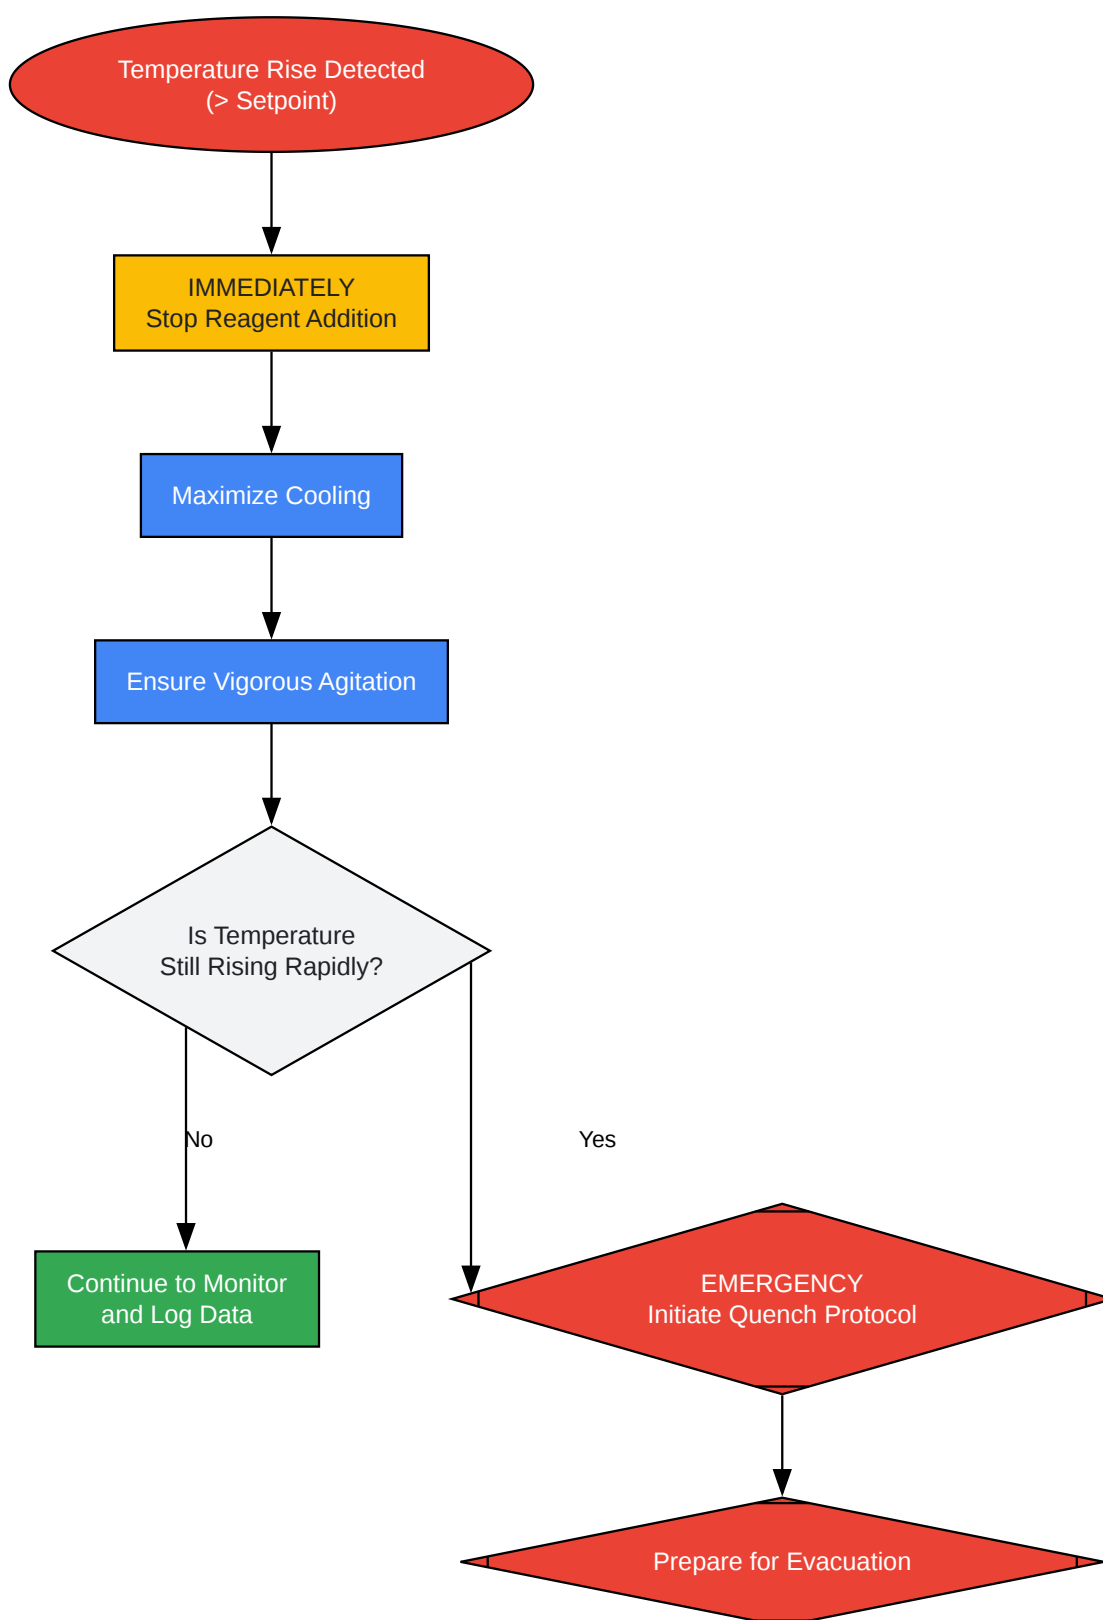 Temperature Rise Detected
(> Setpoint)
IMMEDIATELY
Stop Reagent Addition
Maximize Cooling
Ensure Vigorous Agitation
Is Temperature
Still Rising Rapidly?
No
Yes
Continue to Monitor
and Log Data
EMERGENCY
Initiate Quench Protocol
Prepare for Evacuation